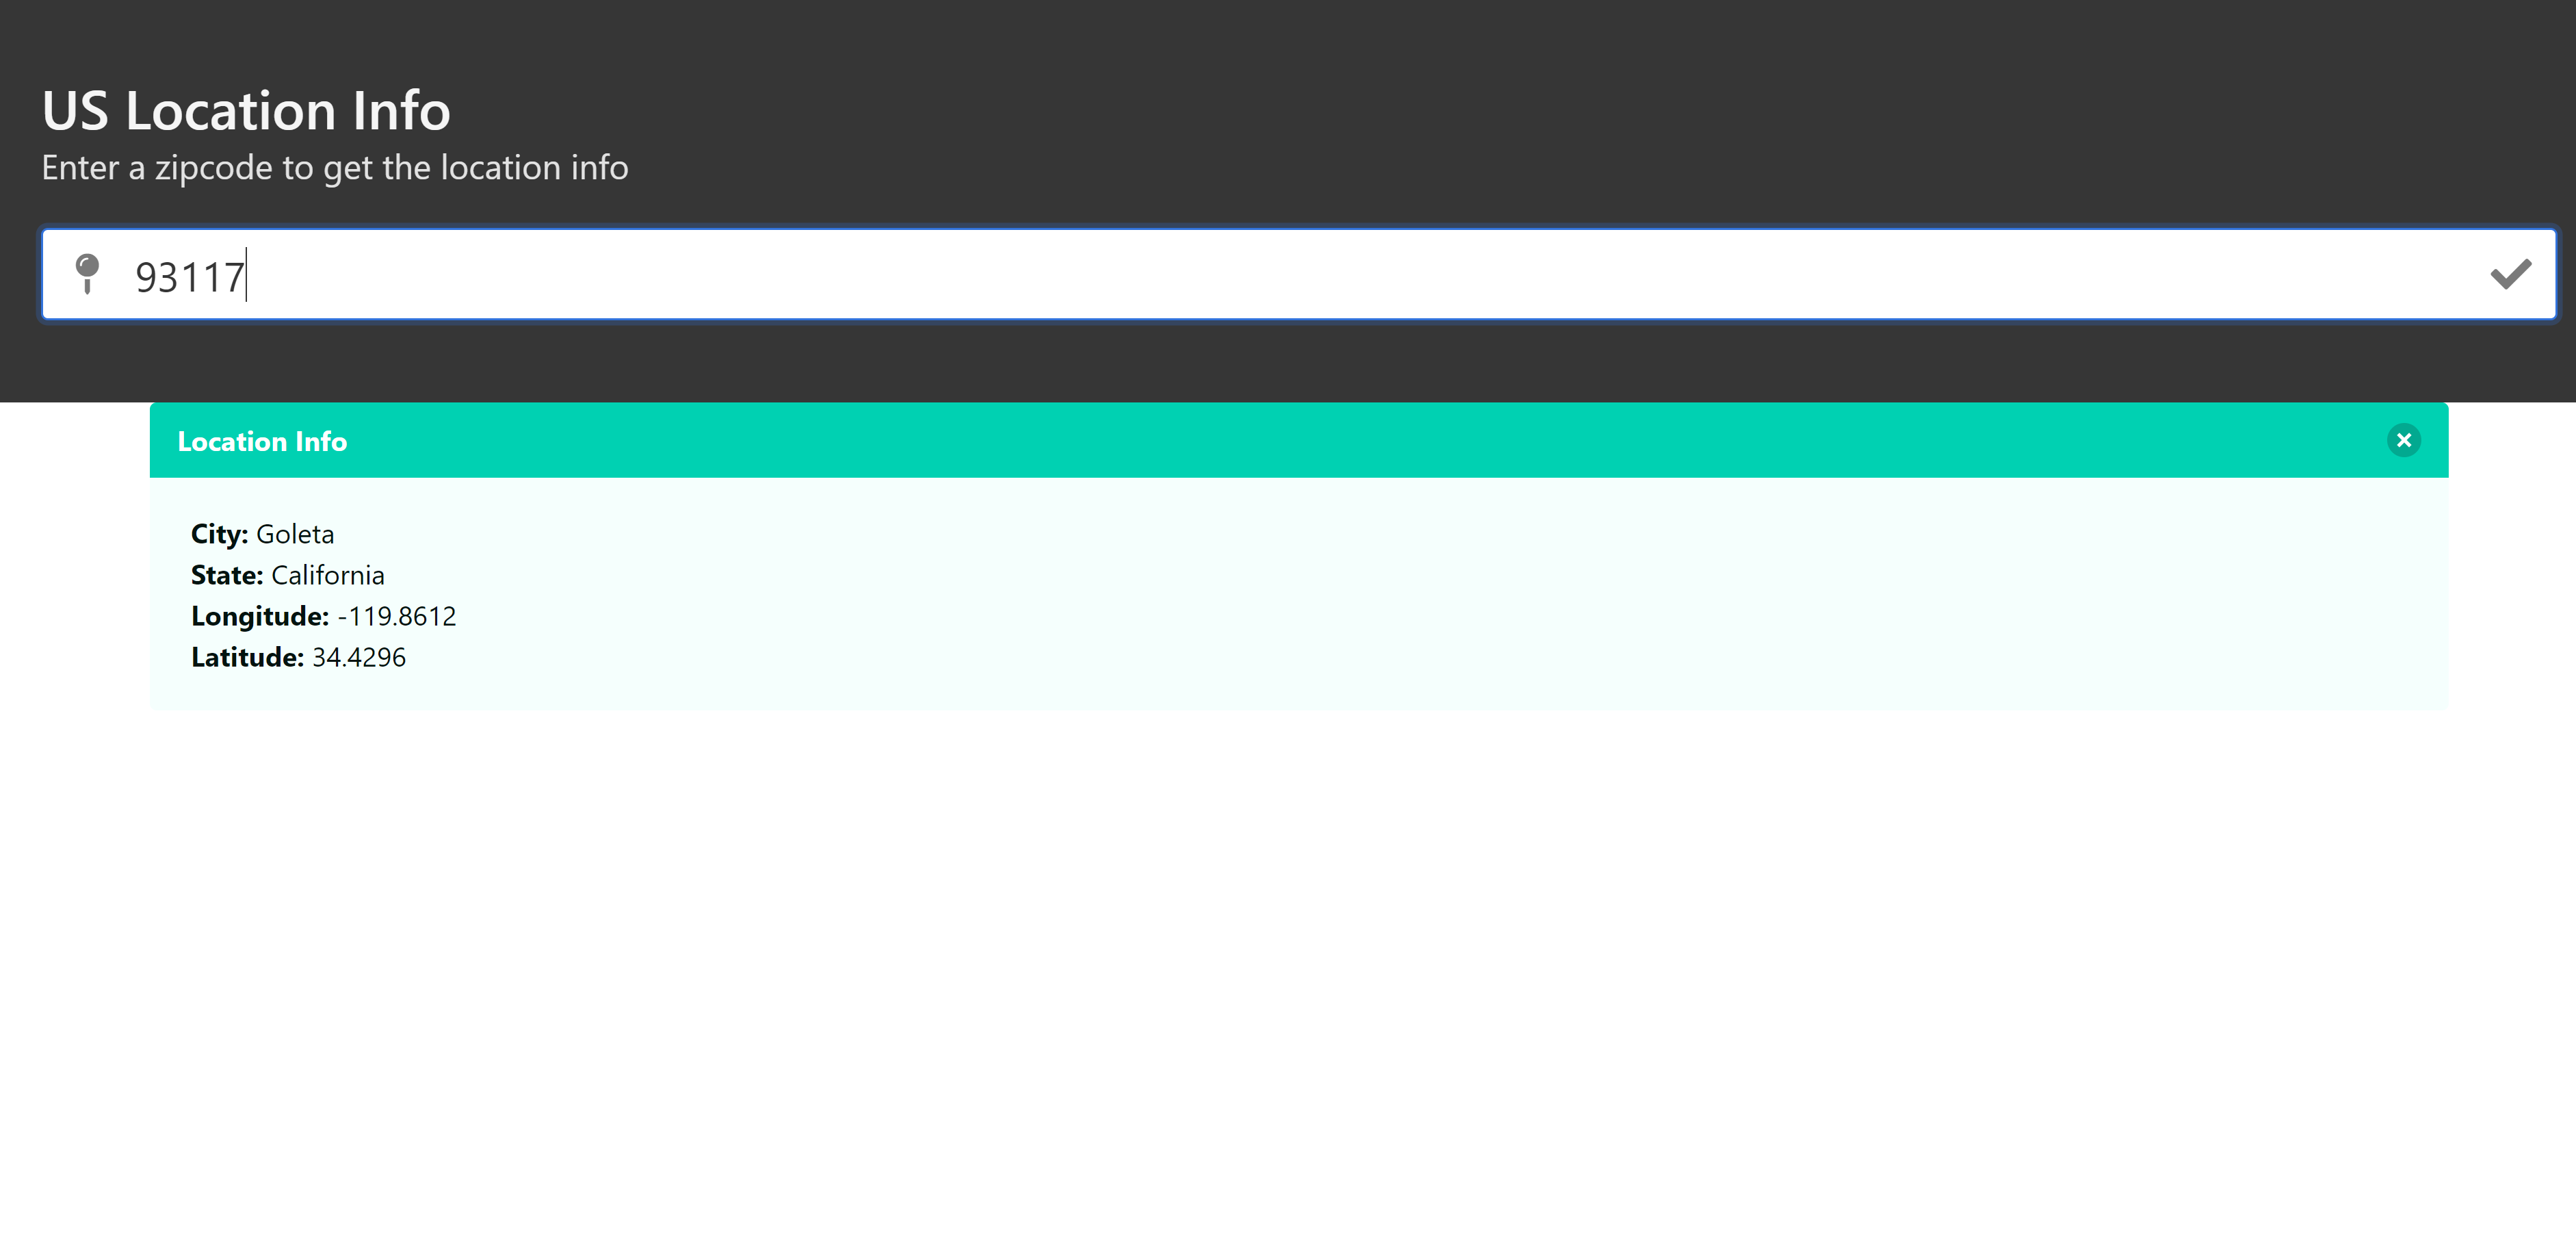 US Location Info
Enter a zipcode to get the location info
93117
Location Info
City: Goleta
State: California
Longitude: -119.8612
Latitude: 34.4296